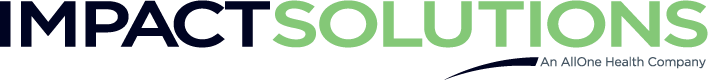 IMPACTSOLUTIONS
An AllOne Health Company